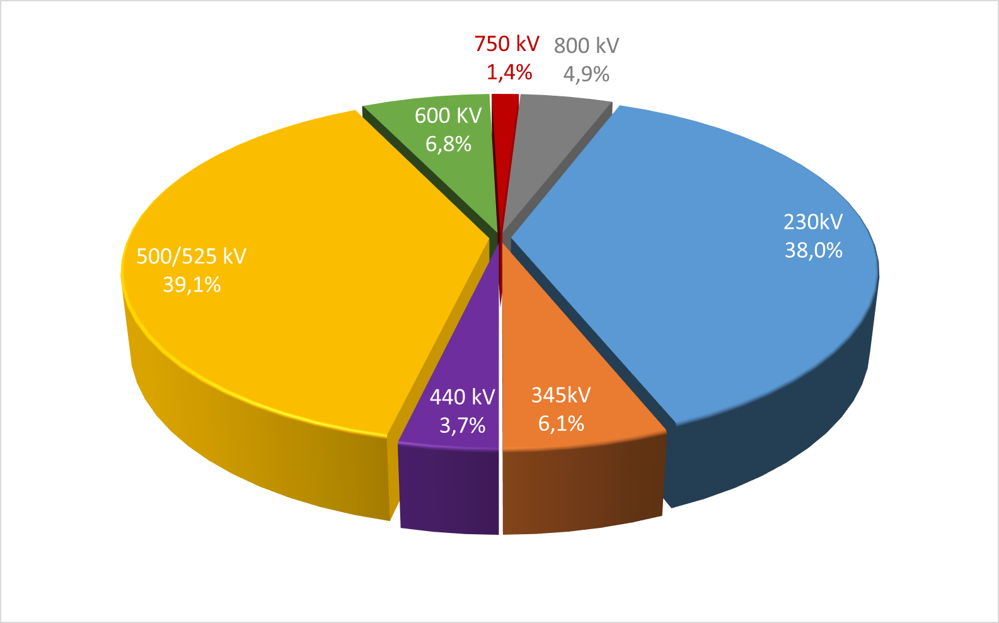 750 kV
1,4%
800 kV
4,9%
600 KV
6,8%
230kV
38,0%
500/525 kV
39,1%
440 kV
3,7%
345kV
6,1%